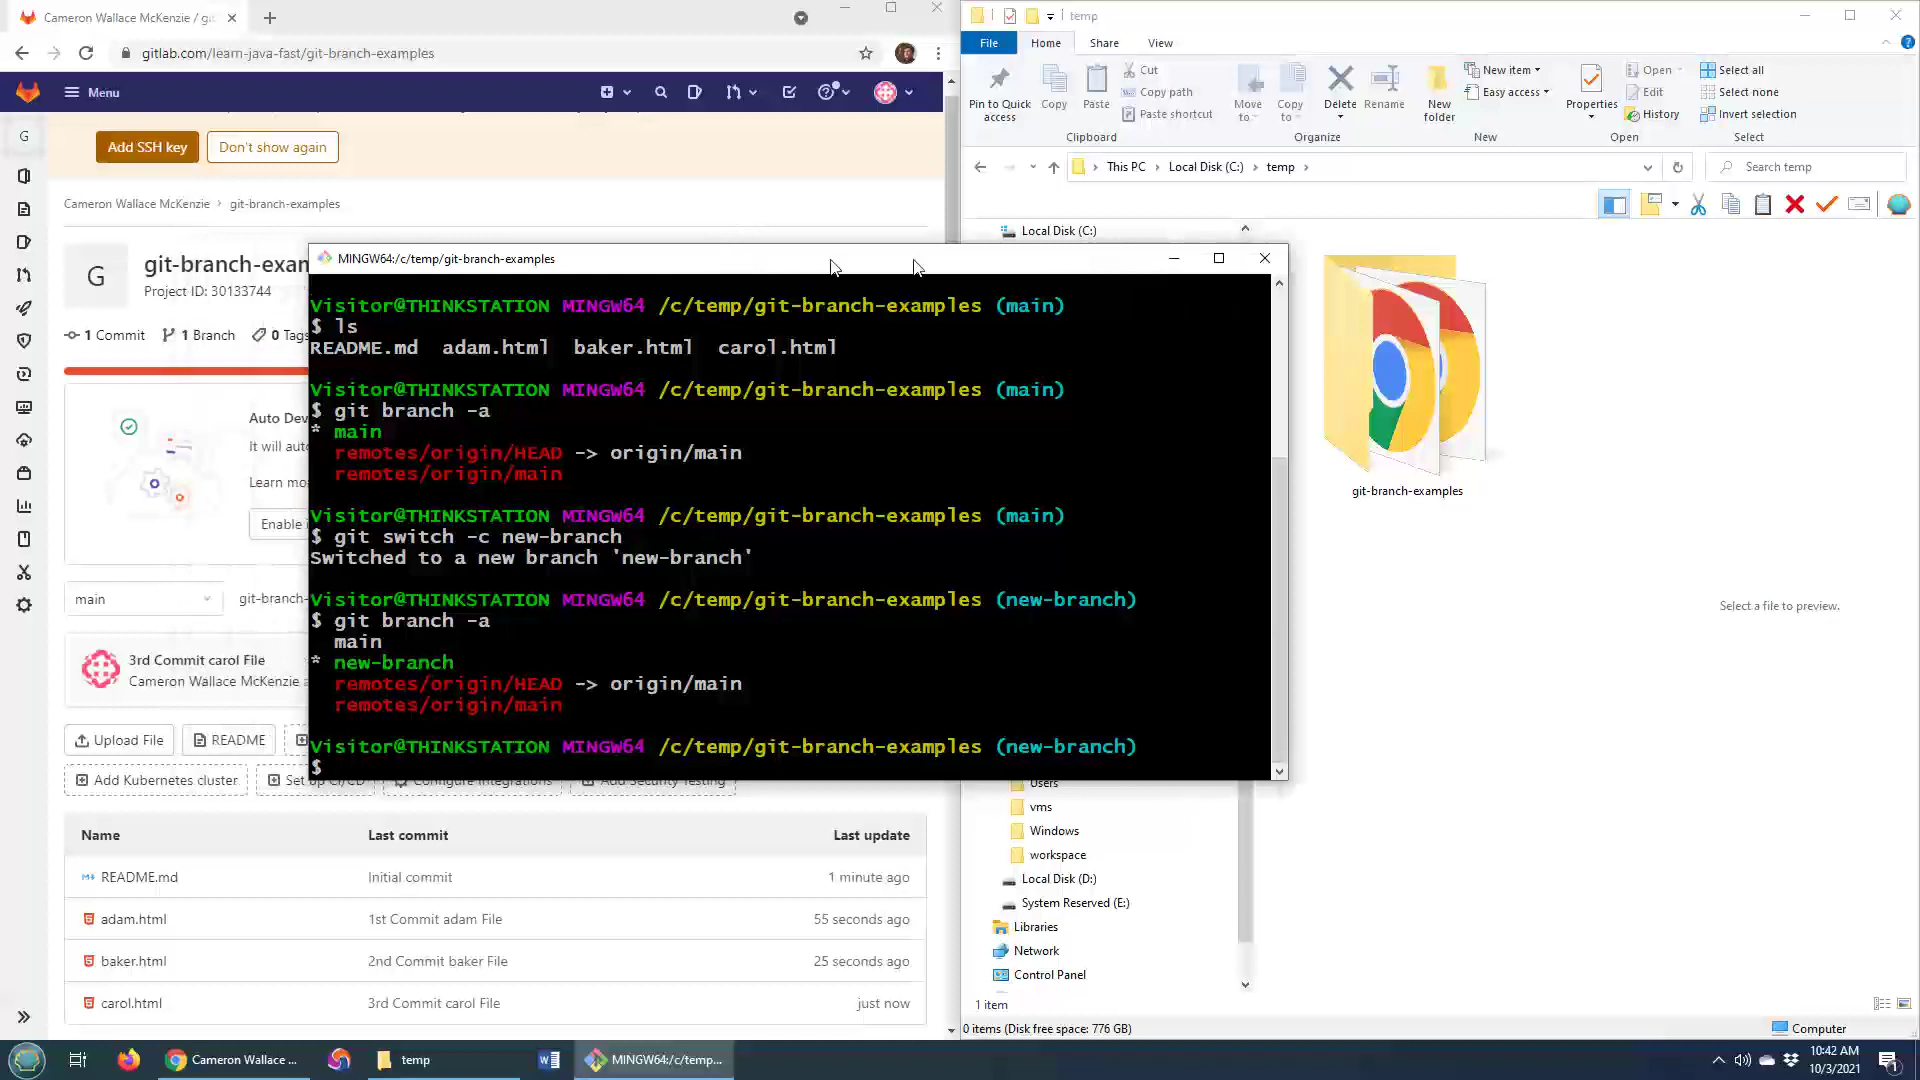 Cameron Wallace McKenzie / git
gitlab.com/learn-java-fast/git-branch-examples
Menu
G
Add SSH key
Don't show again
Cameron Wallace McKenzie › git-branch-examples
G
git-branch-exam
Project ID: 30133744
1 Commit
1 Branch
0 Tags
Auto Dev
It will auto
Learn mo
Enable i
main
git-branch-
3rd Commit carol File
Cameron Wallace McKenzie
Upload File
README
Add Kubernetes cluster
Set up CI/CD
Configure Integrations
Add Security Testing
Name
Last commit
Last update
README.md
Initial commit
1 minute ago
adam.html
1st Commit adam File
55 seconds ago
baker.html
2nd Commit baker File
25 seconds ago
carol.html
3rd Commit carol File
just now
MINGW64:/c/temp/git-branch-examples
Visitor@THINKSTATION MINGW64 /c/temp/git-branch-examples (main)
$ ls
README.md adam.html baker.html carol.html
Visitor@THINKSTATION MINGW64 /c/temp/git-branch-examples (main)
$ git branch -a
* main
remotes/origin/HEAD -> origin/main
remotes/origin/main
Visitor@THINKSTATION MINGW64 /c/temp/git-branch-examples (main)
$ git switch -c new-branch
Switched to a new branch 'new-branch'
Visitor@THINKSTATION MINGW64 /c/temp/git-branch-examples (new-branch)
$ git branch -a
main
* new-branch
remotes/origin/HEAD -> origin/main
remotes/origin/main
Visitor@THINKSTATION MINGW64 /c/temp/git-branch-examples (new-branch)
$
temp
File
Home
Share
View
Pin to Quick access
Copy
Paste
Cut
Copy path
Paste shortcut
Clipboard
Move to
Copy to
Delete
Rename
Organize
New folder
New item
Easy access
New
Properties
Open
Edit
History
Open
Select all
Select none
Invert selection
Select
This PC › Local Disk (C:) › temp ›
Search temp
Local Disk (C:)
git-branch-examples
Select a file to preview.
Users
vms
Windows
workspace
Local Disk (D:)
System Reserved (E:)
Libraries
Network
Control Panel
1 item
0 items (Disk free space: 776 GB)
Computer
Cameron Wallace ...
temp
MINGW64:/c/temp...
10:42 AM
10/3/2021
1